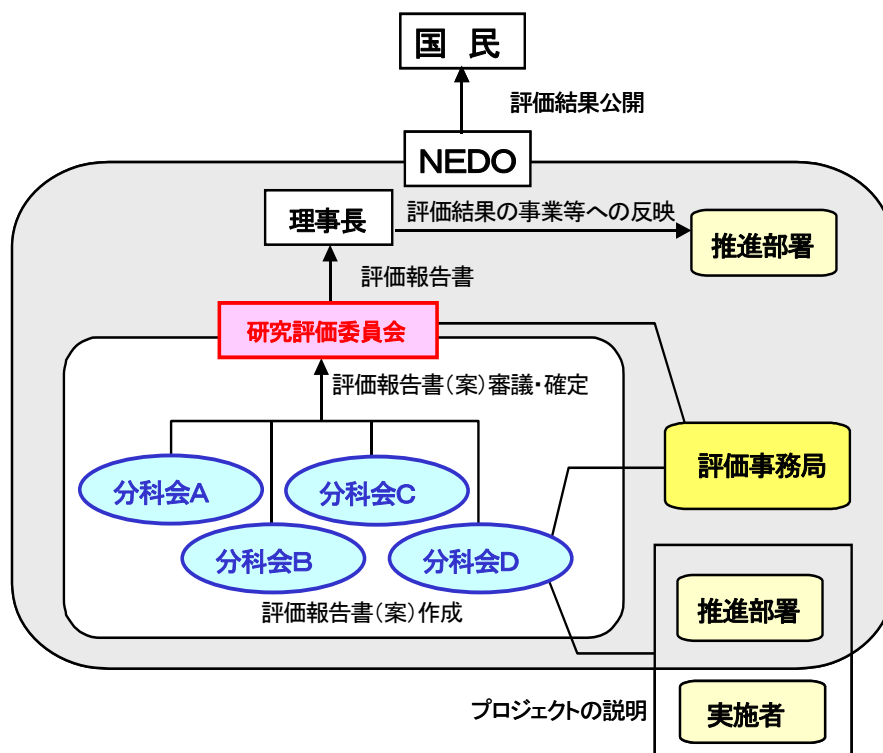 国 民
評価結果公開
NEDO
理事長
評価結果の事業等への反映
推進部署
評価報告書
研究評価委員会
評価報告書(案)審議・確定
分科会A
分科会C
評価事務局
分科会B
分科会D
評価報告書(案)作成
推進部署
プロジェクトの説明
実施者